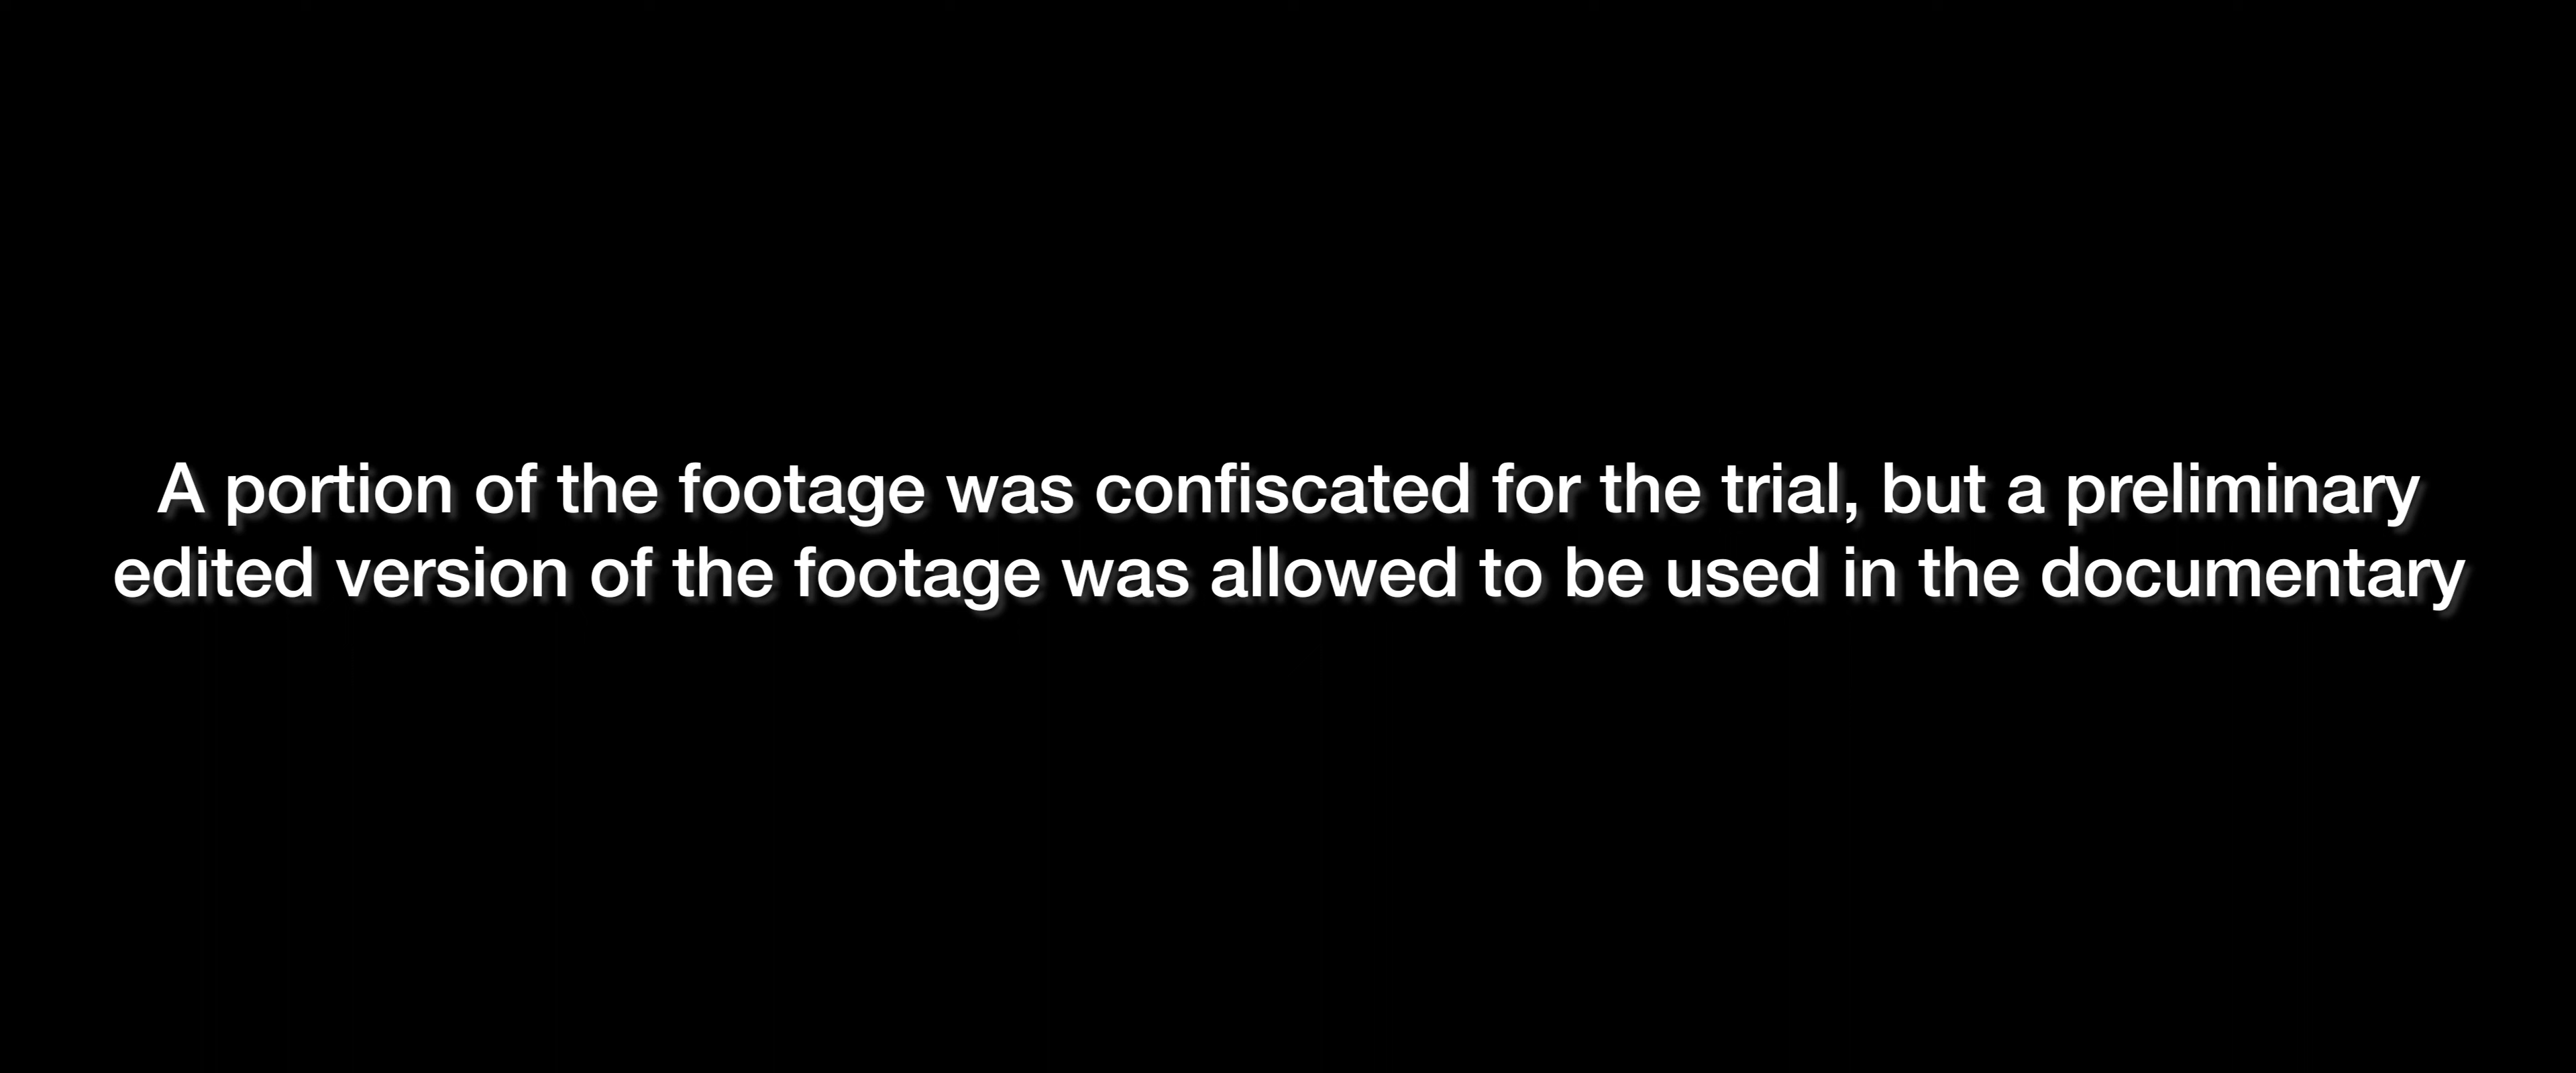 A portion of the footage was confiscated for the trial, but a preliminary
edited version of the footage was allowed to be used in the documentary